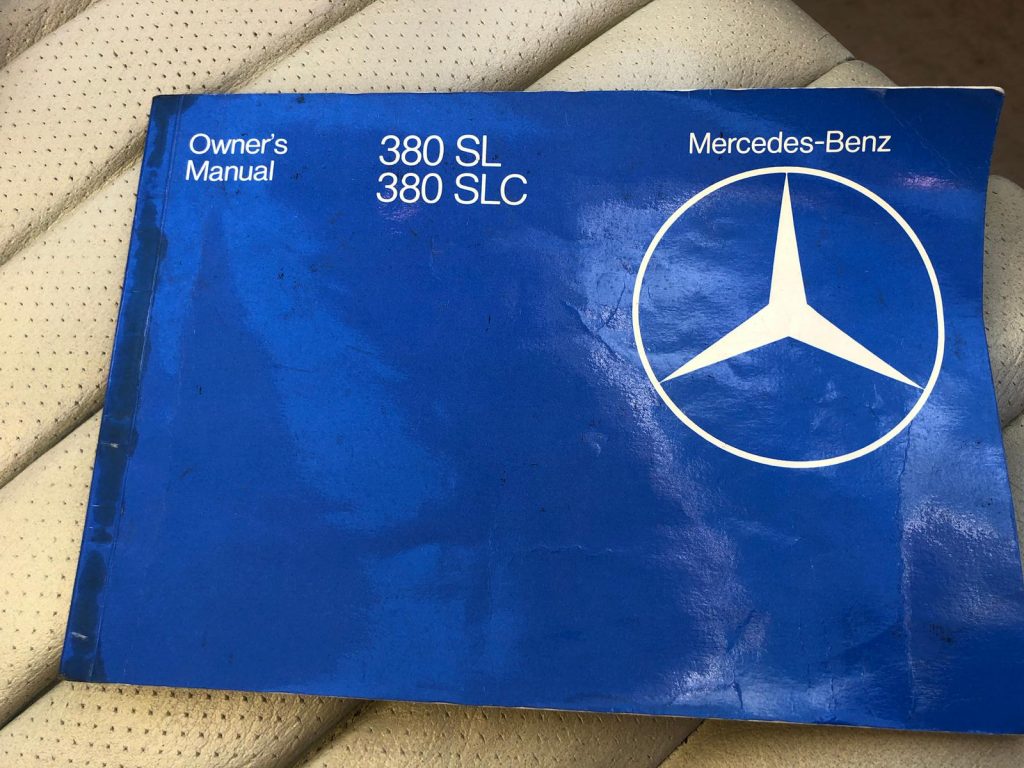 Owner's
Manual
380 SL
380 SLC
Mercedes-Benz